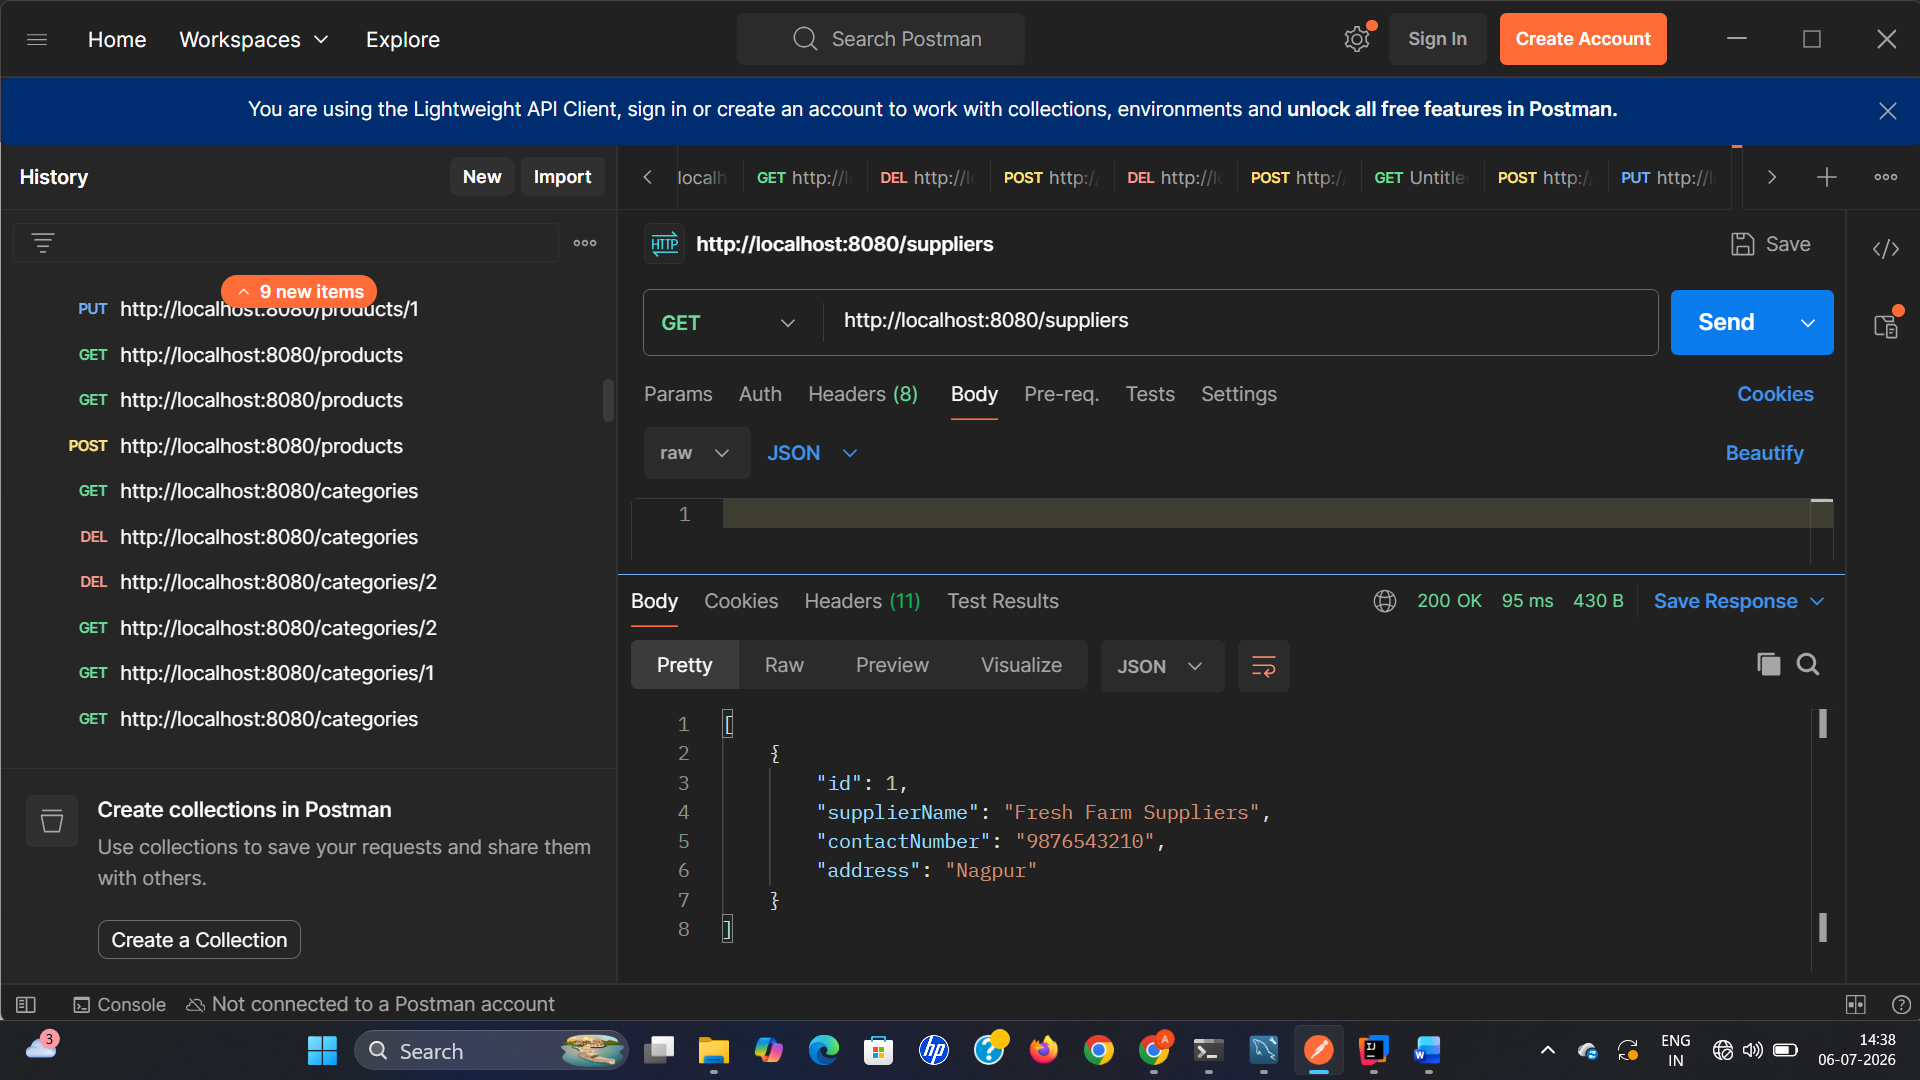 Home
Workspaces
Explore
Search Postman
Sign In
Create Account
You are using the Lightweight API Client, sign in or create an account to work with collections, environments and unlock all free features in Postman.
History
New
Import
localh
GET http://l
DEL http://lo
POST http:/
DEL http://lo
POST http:/
GET Untitle
POST http:/
PUT http://l
9 new items
PUT http://localhost:8080/products/1
GET http://localhost:8080/products
GET http://localhost:8080/products
POST http://localhost:8080/products
GET http://localhost:8080/categories
DEL http://localhost:8080/categories
DEL http://localhost:8080/categories/2
GET http://localhost:8080/categories/2
GET http://localhost:8080/categories/1
GET http://localhost:8080/categories
Create collections in Postman
Use collections to save your requests and share them
with others.
Create a Collection
HTTP http://localhost:8080/suppliers
Save
GET
http://localhost:8080/suppliers
Send
Params
Auth
Headers (8)
Body
Pre-req.
Tests
Settings
Cookies
raw
JSON
Beautify
1
Body
Cookies
Headers (11)
Test Results
200 OK
95 ms
430 B
Save Response
Pretty
Raw
Preview
Visualize
JSON
1 [
2 {
3 "id": 1,
4 "supplierName": "Fresh Farm Suppliers",
5 "contactNumber": "9876543210",
6 "address": "Nagpur"
7 }
8 ]
Console
Not connected to a Postman account
3
Search
hp
A
ENG
IN
14:38
06-07-2026